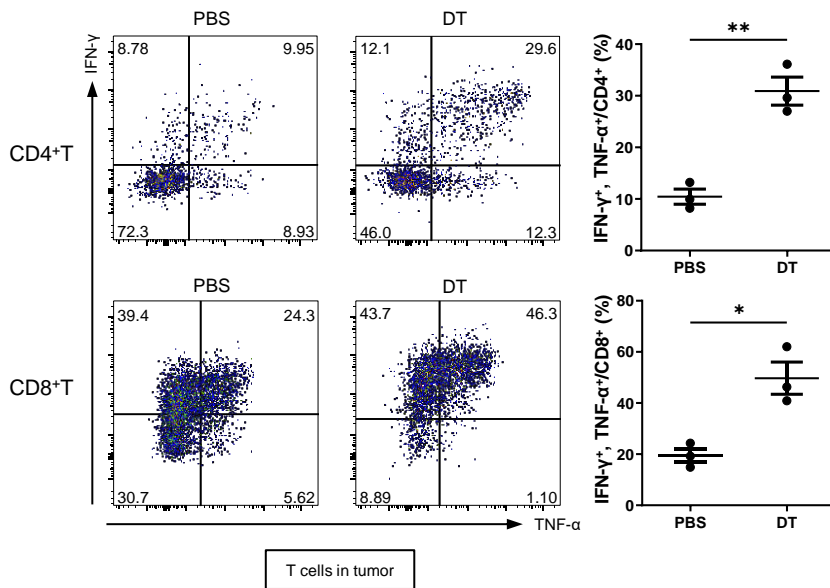 PBS
DT
IFN-γ
8.78
9.95
12.1
29.6
CD4⁺T
72.3
8.93
46.0
12.3
IFN-γ⁺, TNF-α⁺/CD4⁺ (%)
40
30
20
10
0
**
PBS
DT
PBS
DT
39.4
24.3
43.7
46.3
CD8⁺T
30.7
5.62
8.89
1.10
TNF-α
IFN-γ⁺, TNF-α⁺/CD8⁺ (%)
80
60
40
20
0
*
PBS
DT
T cells in tumor